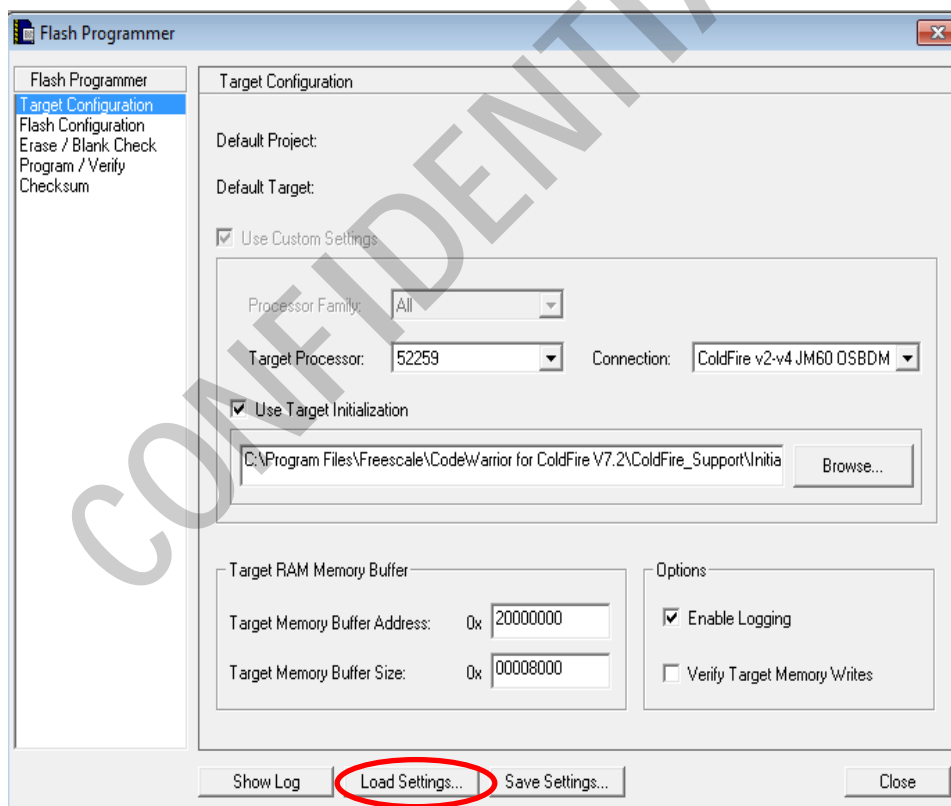 Flash Programmer
Flash Programmer
Target Configuration
Flash Configuration
Erase / Blank Check
Program / Verify
Checksum
Target Configuration
Default Project:
Default Target:
Use Custom Settings
Processor Family: All
Target Processor: 52259 Connection: ColdFire v2-v4 JM60 OSBDM
Use Target Initialization
C:\Program Files\Freescale\CodeWarrior for ColdFire V7.2\ColdFire_Support\Initia Browse...
Target RAM Memory Buffer
Target Memory Buffer Address: 0x 20000000
Target Memory Buffer Size: 0x 00008000
Options
Enable Logging
Verify Target Memory Writes
Show Log Load Settings... Save Settings... Close
CONFIDENTIA